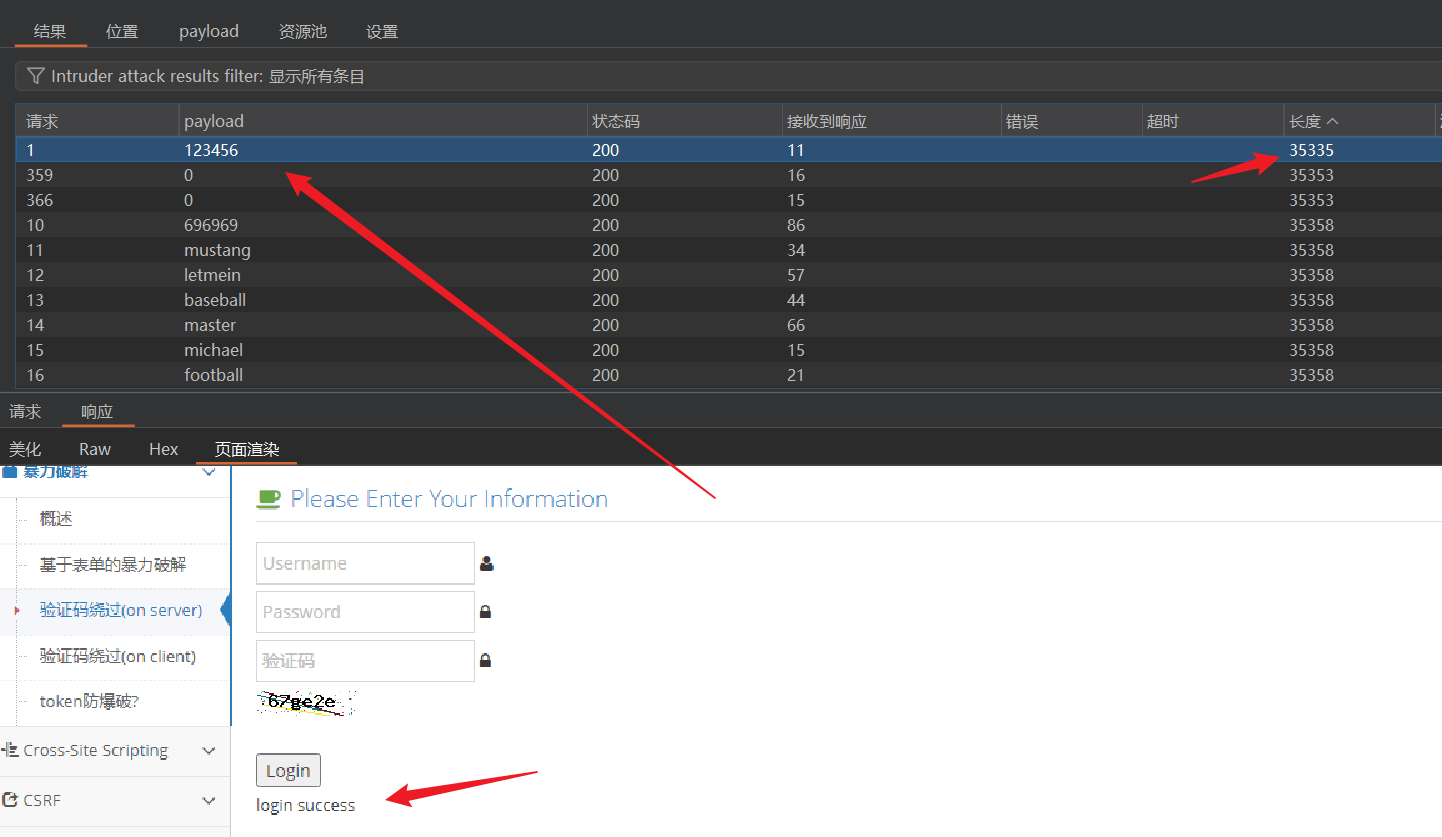 结果 位置 payload 资源池 设置
Intruder attack results filter: 显示所有条目
请求 payload 状态码 接收到响应 错误 超时 长度
1 123456 200 11 35335
359 0 200 16 35353
366 0 200 15 35353
10 696969 200 86 35358
11 mustang 200 34 35358
12 letmein 200 57 35358
13 baseball 200 44 35358
14 master 200 66 35358
15 michael 200 15 35358
16 football 200 21 35358
请求 响应
美化 Raw Hex 页面渲染
暴力破解
概述
基于表单的暴力破解
验证码绕过(on server)
验证码绕过(on client)
token防爆破?
Cross-Site Scripting
CSRF
Please Enter Your Information
Username
Password
验证码
67ge2e
Login
login success